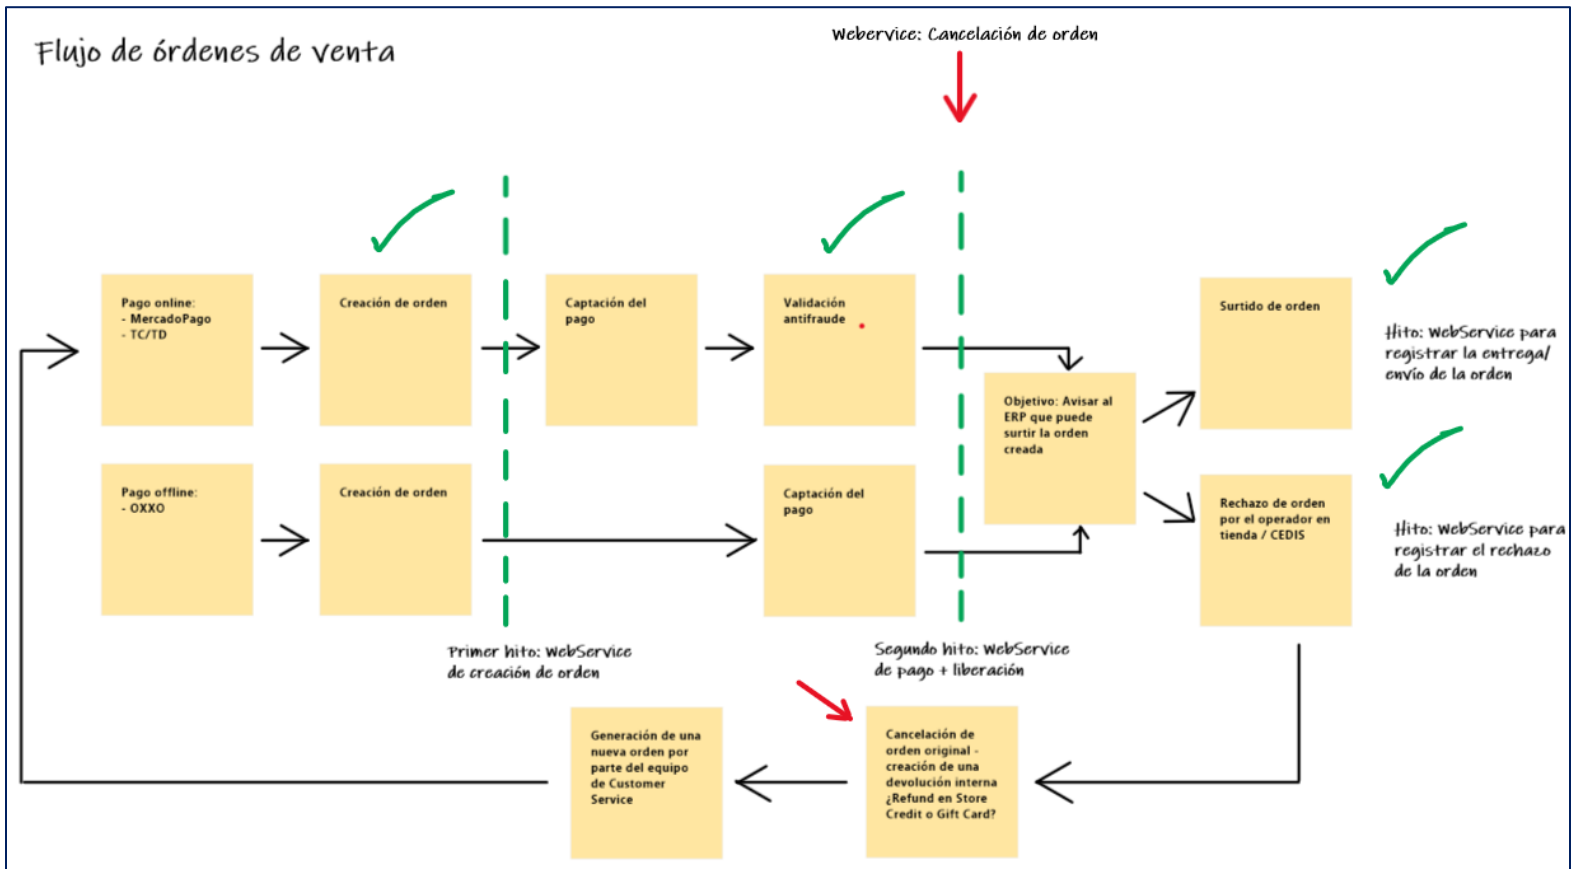 Flujo de órdenes de venta
Webervice: Cancelación de orden
Pago online:
- MercadoPago
- TC/TD
Creación de orden
Captación del
pago
Validación
antifraude
Surtido de orden
Hito: WebService para
registrar la entrega/
envío de la orden
Objetivo: Avisar al
ERP que puede
surtir la orden
creada
Pago offline:
- OXXO
Creación de orden
Captación del
pago
Rechazo de orden
por el operador en
tienda / CEDIS
Hito: WebService para
registrar el rechazo
de la orden
Primer hito: WebService
de creación de orden
Segundo hito: WebService
de pago + liberación
Generación de una
nueva orden por
parte del equipo
de Customer
Service
Cancelación de
orden original -
creación de una
devolución interna
¿Refund en Store
Credit o Gift Card?